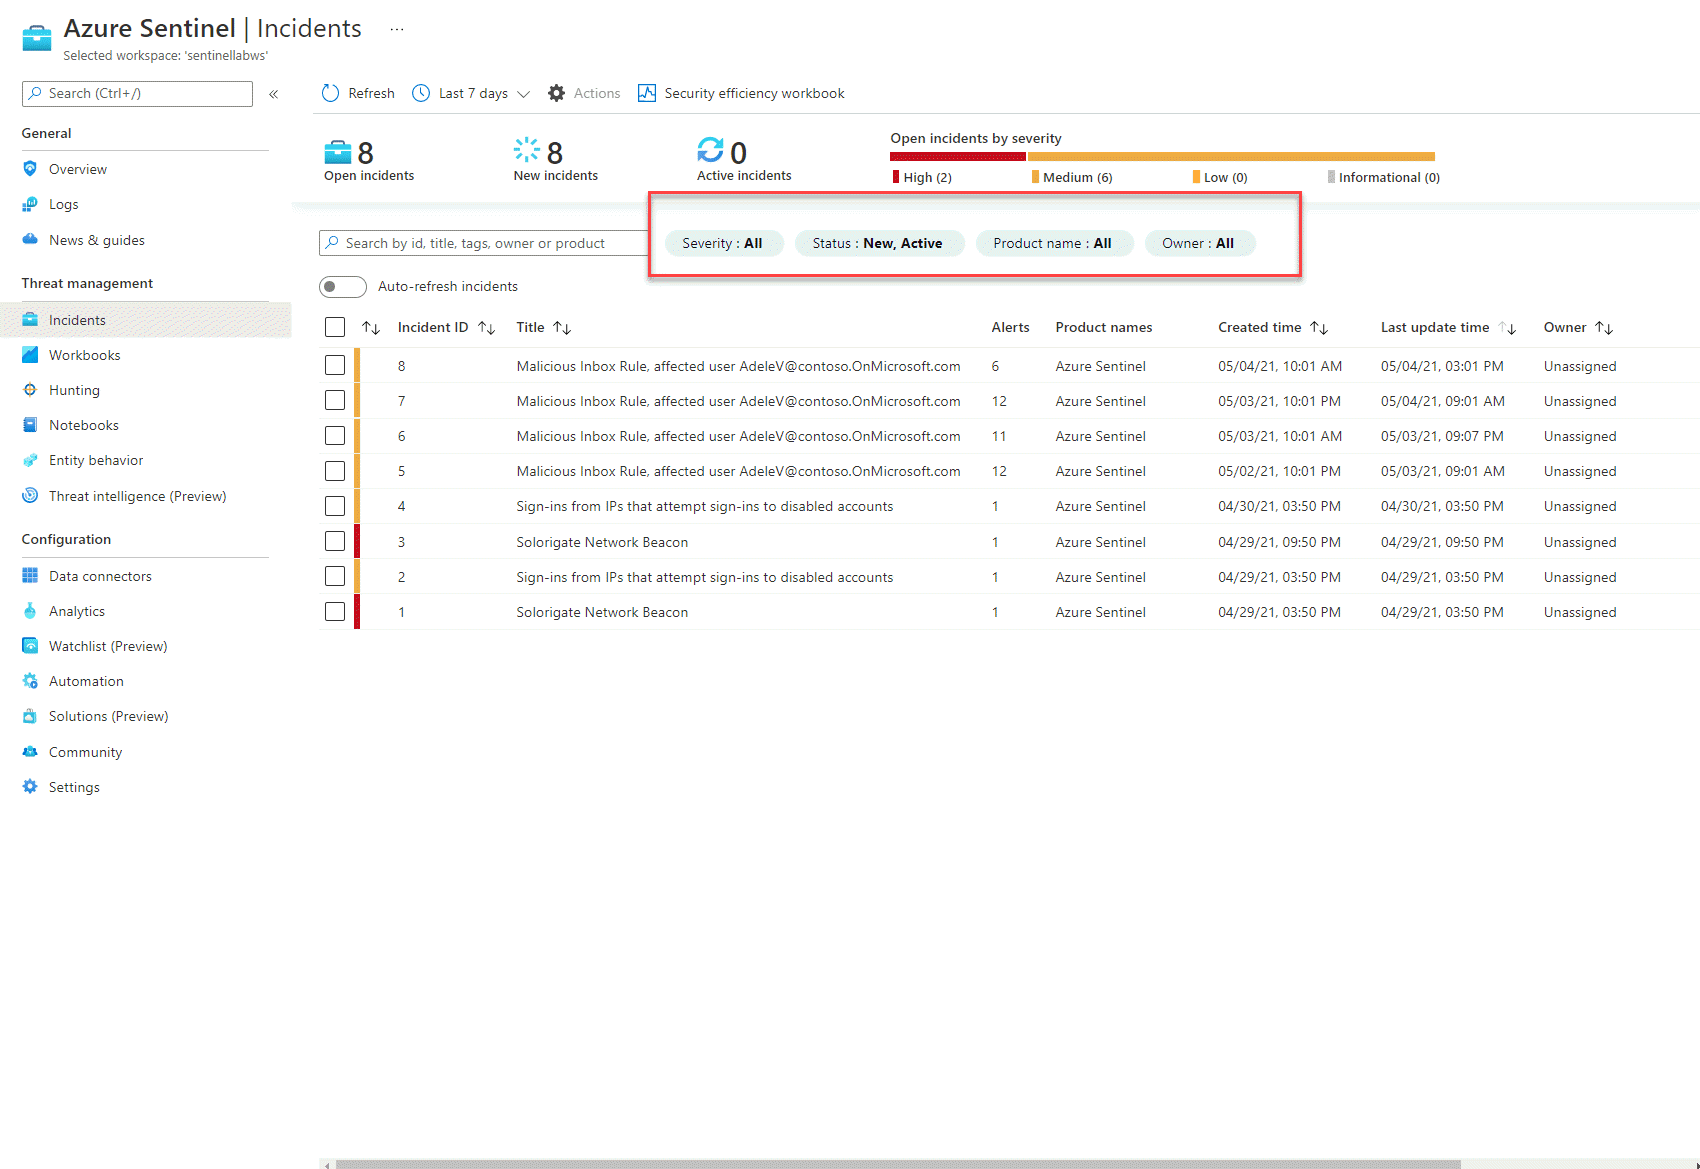 Azure Sentinel | Incidents ...
Selected workspace: 'sentinellabws'
Search (Ctrl+/) «
General
Overview
Logs
News & guides
Threat management
Incidents
Workbooks
Hunting
Notebooks
Entity behavior
Threat intelligence (Preview)
Configuration
Data connectors
Analytics
Watchlist (Preview)
Automation
Solutions (Preview)
Community
Settings
Refresh Last 7 days Actions Security efficiency workbook
8 Open incidents
8 New incidents
0 Active incidents
Open incidents by severity
High (2) Medium (6) Low (0) Informational (0)
Search by id, title, tags, owner or product Severity : All Status : New, Active Product name : All Owner : All
Auto-refresh incidents
Incident ID Title Alerts Product names Created time Last update time Owner
8 Malicious Inbox Rule, affected user AdeleV@contoso.OnMicrosoft.com 6 Azure Sentinel 05/04/21, 10:01 AM 05/04/21, 03:01 PM Unassigned
7 Malicious Inbox Rule, affected user AdeleV@contoso.OnMicrosoft.com 12 Azure Sentinel 05/03/21, 10:01 PM 05/04/21, 09:01 AM Unassigned
6 Malicious Inbox Rule, affected user AdeleV@contoso.OnMicrosoft.com 11 Azure Sentinel 05/03/21, 10:01 AM 05/03/21, 09:07 PM Unassigned
5 Malicious Inbox Rule, affected user AdeleV@contoso.OnMicrosoft.com 12 Azure Sentinel 05/02/21, 10:01 PM 05/03/21, 09:01 AM Unassigned
4 Sign-ins from IPs that attempt sign-ins to disabled accounts 1 Azure Sentinel 04/30/21, 03:50 PM 04/30/21, 03:50 PM Unassigned
3 Solorigate Network Beacon 1 Azure Sentinel 04/29/21, 09:50 PM 04/29/21, 09:50 PM Unassigned
2 Sign-ins from IPs that attempt sign-ins to disabled accounts 1 Azure Sentinel 04/29/21, 03:50 PM 04/29/21, 03:50 PM Unassigned
1 Solorigate Network Beacon 1 Azure Sentinel 04/29/21, 03:50 PM 04/29/21, 03:50 PM Unassigned